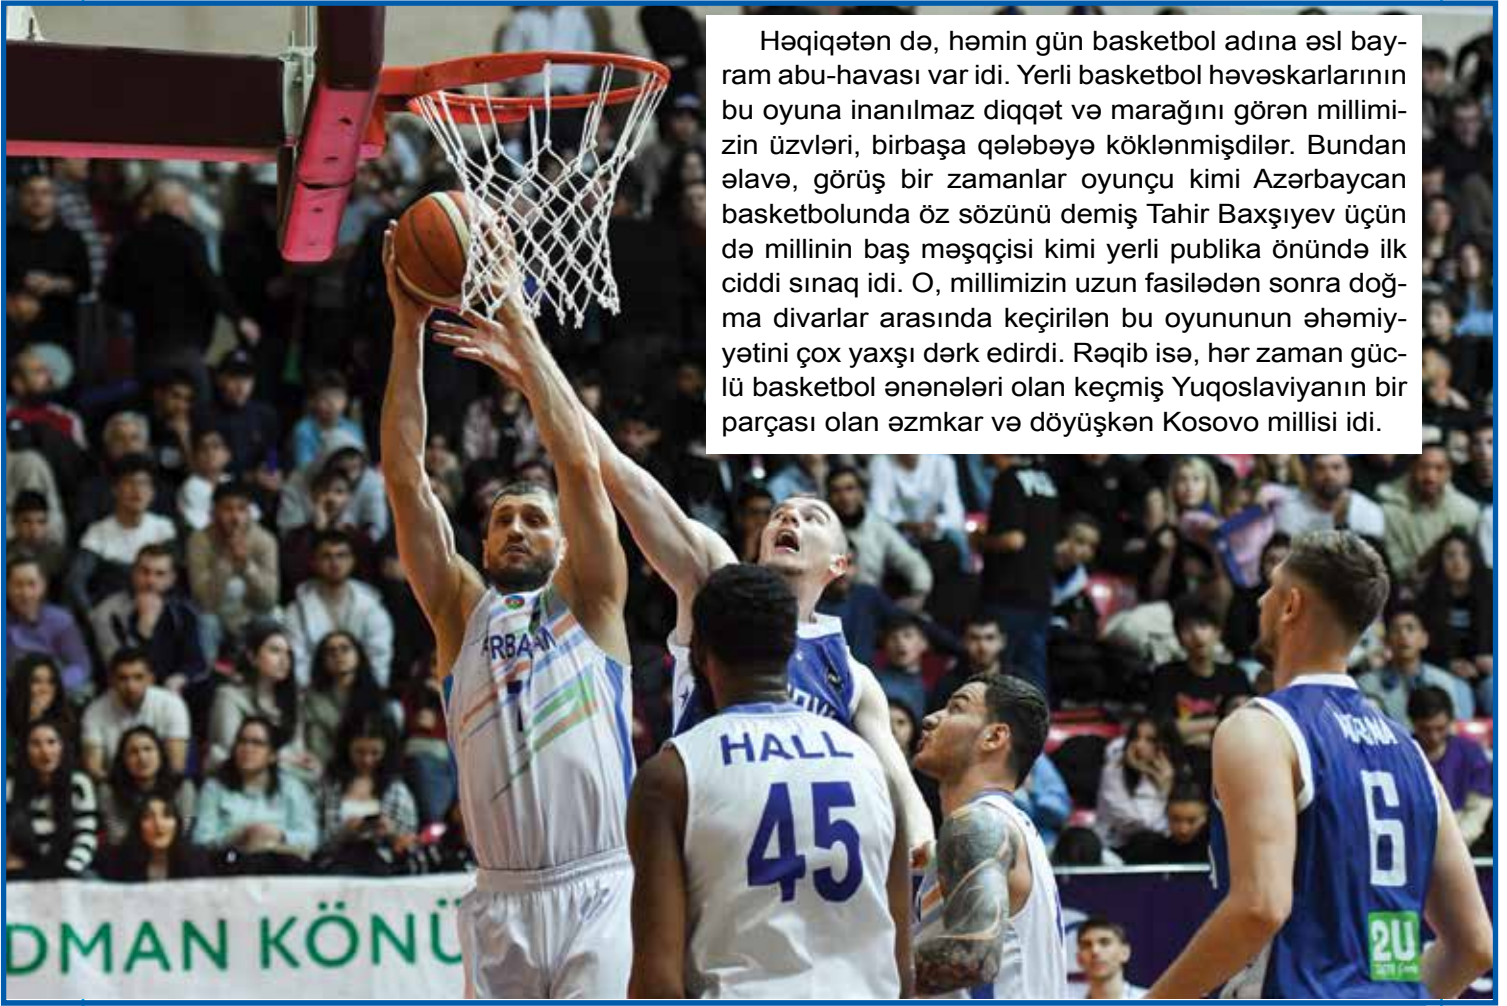 Həqiqətən də, həmin gün basketbol adına əsl bay-
ram abu-havası var idi. Yerli basketbol həvəskarlarının
bu oyuna inanılmaz diqqət və marağını görən millimi-
zin üzvləri, birbaşa qələbəyə köklənmişdilər. Bundan
əlavə, görüş bir zamanlar oyunçu kimi Azərbaycan
basketbolunda öz sözünü demiş Tahir Baxşıyev üçün
də millinin baş məşqçisi kimi yerli publika önündə ilk
ciddi sınaq idi. O, millimizin uzun fasilədən sonra doğ-
ma divarlar arasında keçirilən bu oyununun əhəmiy-
yətini çox yaxşı dərk edirdi. Rəqib isə, hər zaman güc-
lü basketbol ənənələri olan keçmiş Yuqoslaviyanın bir
parçası olan əzmkar və döyüşkən Kosovo millisi idi.
HALL
45
6
2U
DMAN KÖNÜ